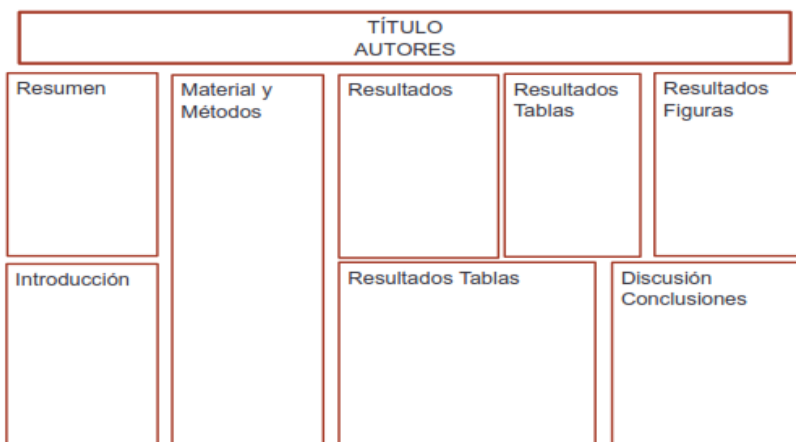 TÍTULO
AUTORES
Resumen
Material y
Métodos
Resultados
Resultados
Tablas
Resultados
Figuras
Introducción
Resultados Tablas
Discusión
Conclusiones